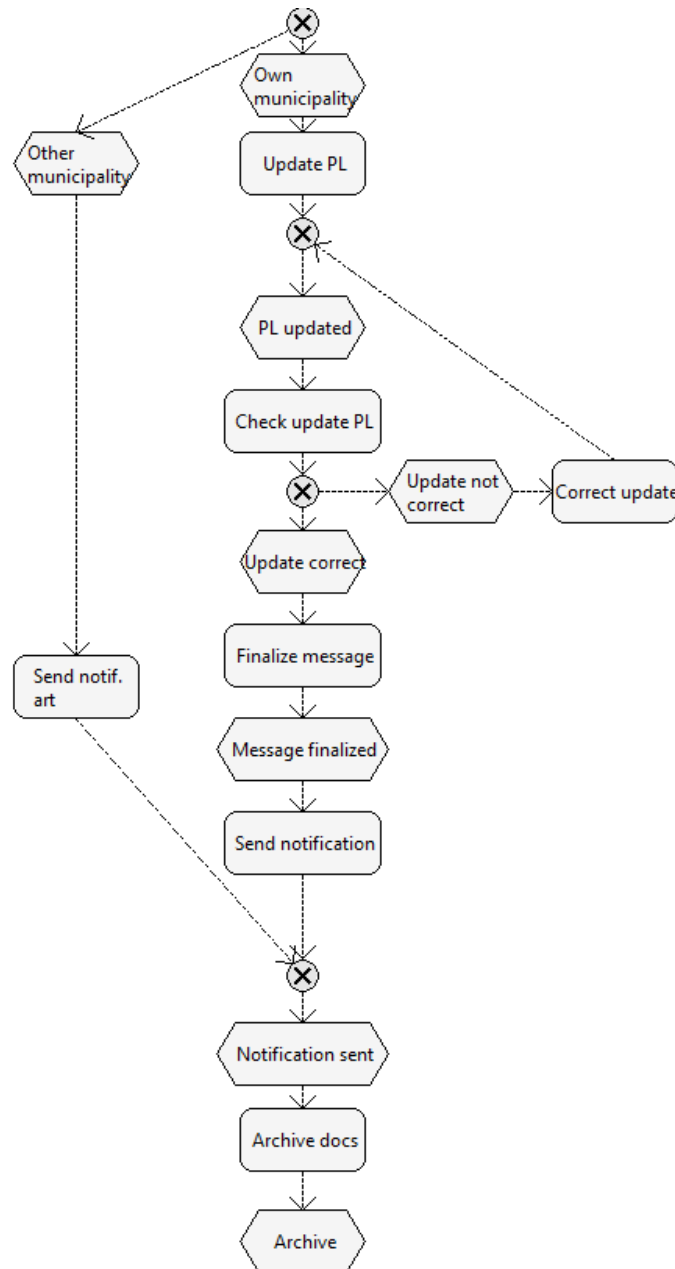 Own
municipality
Other
municipality
Update PL
PL updated
Check update PL
Update not
correct
Correct update
Update correct
Finalize message
Send notif.
art
Message finalized
Send notification
Notification sent
Archive docs
Archive